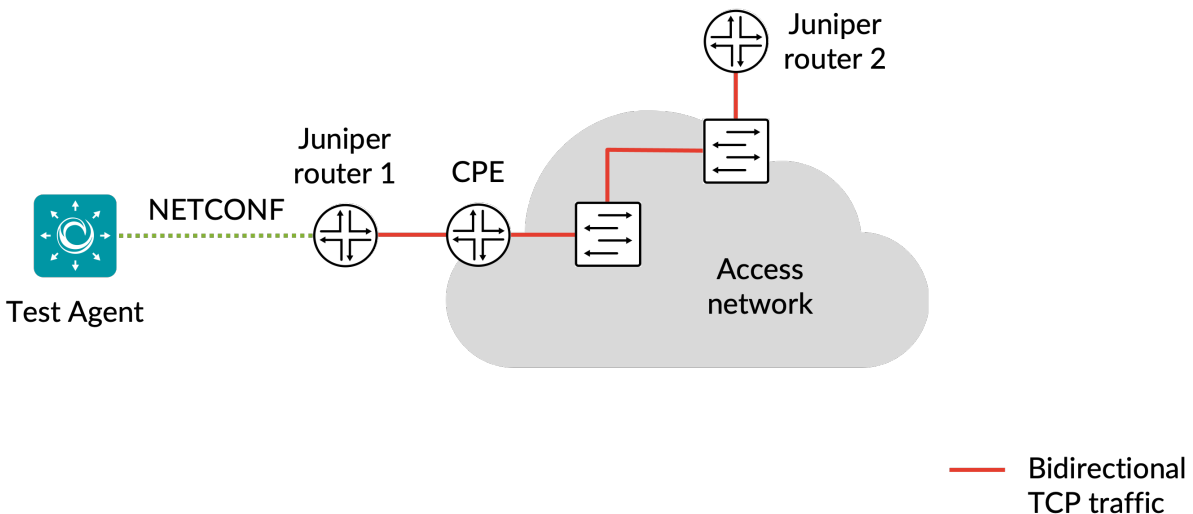 Juniper
router 2
Juniper
router 1
CPE
NETCONF
Test Agent
Access
network
Bidirectional
TCP traffic